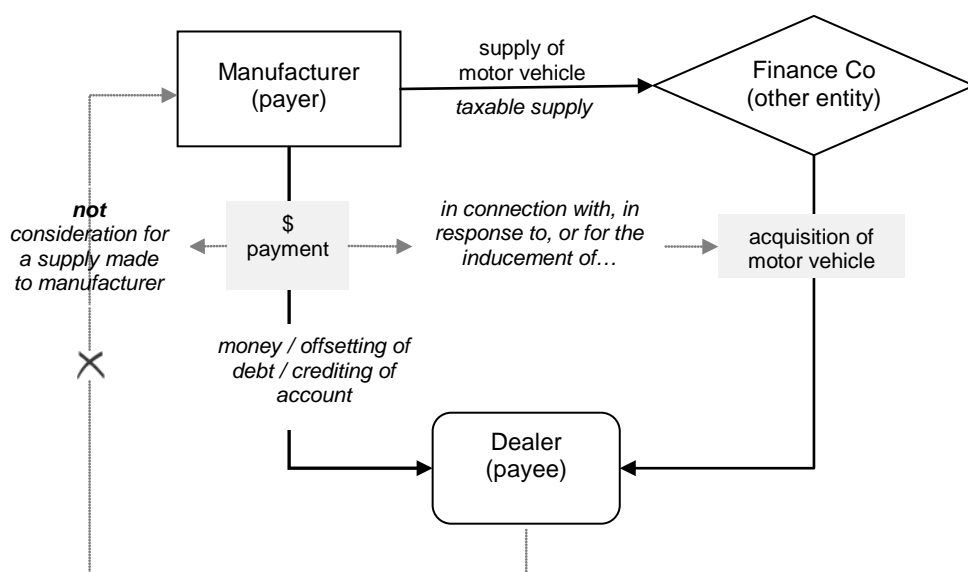 Manufacturer
(payer)
supply of
motor vehicle
taxable supply
Finance Co
(other entity)
not
consideration for
a supply made
to manufacturer
$
payment
in connection with, in
response to, or for the
inducement of…
acquisition of
motor vehicle
money / offsetting of
debt / crediting of
account
Dealer
(payee)